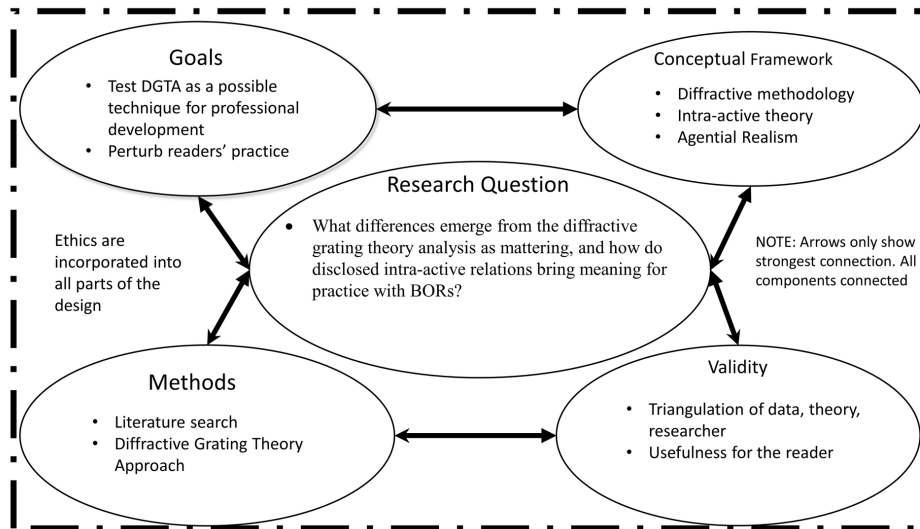 Goals
• Test DGTA as a possible
technique for professional
development
• Perturb readers' practice
Conceptual Framework
• Diffractive methodology
• Intra-active theory
• Agential Realism
Research Question
• What differences emerge from the diffractive
grating theory analysis as mattering, and how do
disclosed intra-active relations bring meaning for
practice with BORs?
Ethics are
incorporated into
all parts of the
design
NOTE: Arrows only show
strongest connection. All
components connected
Methods
• Literature search
• Diffractive Grating Theory
Approach
Validity
• Triangulation of data, theory,
researcher
• Usefulness for the reader